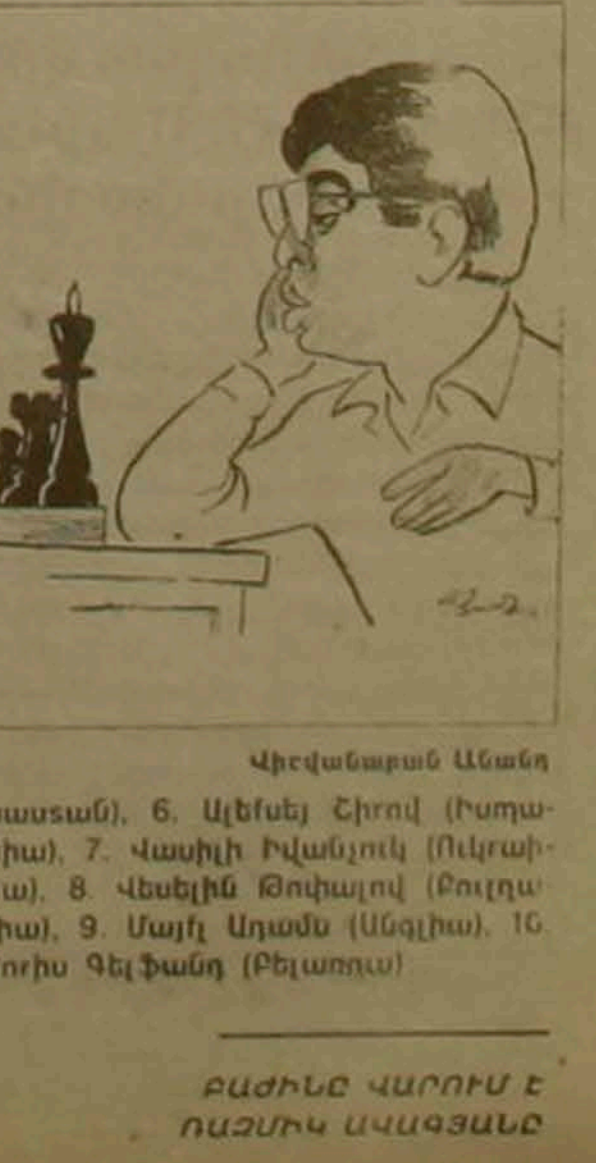 Վիշվանաթան Անանդ
աստան), 6. Ալեքսեյ Շիրով (Իսպա-
իա), 7. Վասիլի Իվանչուկ (Ուկրաի-
ա), 8. Վեսելին Թոփալով (Բուլղա-
իա), 9. Մայքլ Ադամս (Անգլիա), 10.
որիս Գելֆանդ (Բելառուս)
ԲԱԺԻՆԸ ՎԱՐՈՒՄ Է
ՌԱԶՄԻԿ ԱՎԱԳՅԱՆԸ